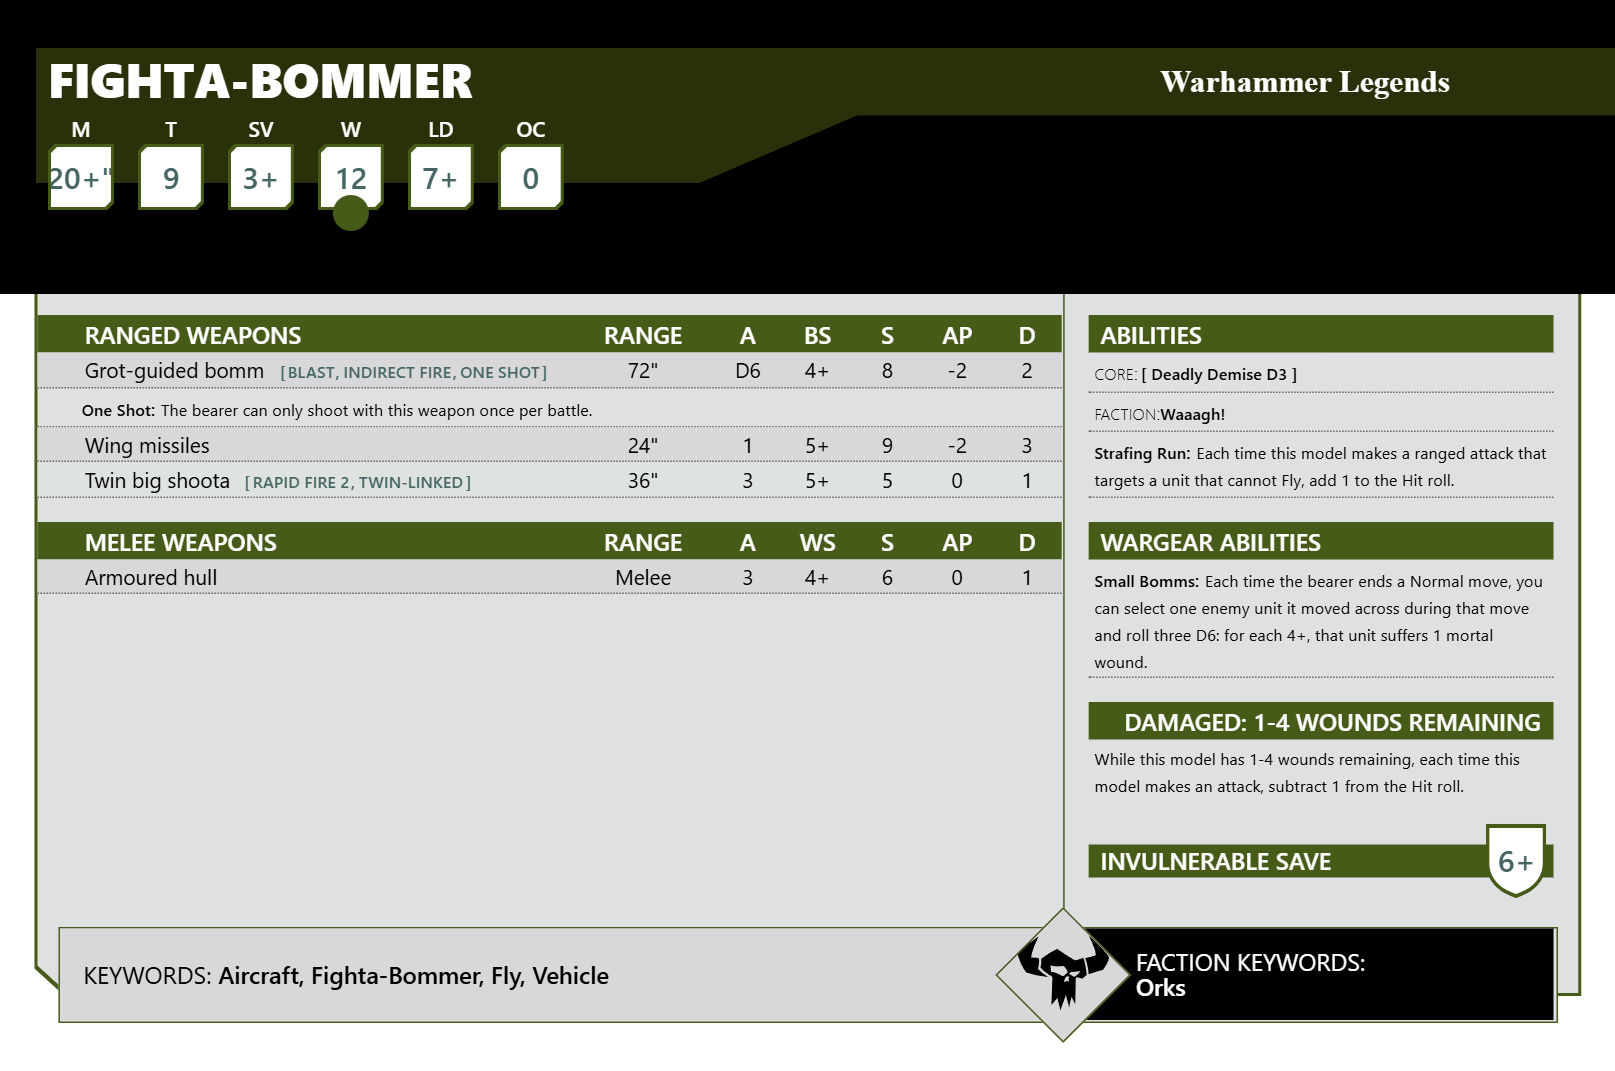 FIGHTA-BOMMER
Warhammer Legends
M T SV W LD OC
20+" 9 3+ 12 7+ 0
RANGED WEAPONS RANGE A BS S AP D
Grot-guided bomm [BLAST, INDIRECT FIRE, ONE SHOT] 72" D6 4+ 8 -2 2
One Shot: The bearer can only shoot with this weapon once per battle.
Wing missiles 24" 1 5+ 9 -2 3
Twin big shoota [RAPID FIRE 2, TWIN-LINKED] 36" 3 5+ 5 0 1
MELEE WEAPONS RANGE A WS S AP D
Armoured hull Melee 3 4+ 6 0 1
ABILITIES
CORE: [ Deadly Demise D3 ]
FACTION:Waaagh!
Strafing Run: Each time this model makes a ranged attack that
targets a unit that cannot Fly, add 1 to the Hit roll.
WARGEAR ABILITIES
Small Bomms: Each time the bearer ends a Normal move, you
can select one enemy unit it moved across during that move
and roll three D6: for each 4+, that unit suffers 1 mortal
wound.
DAMAGED: 1-4 WOUNDS REMAINING
While this model has 1-4 wounds remaining, each time this
model makes an attack, subtract 1 from the Hit roll.
INVULNERABLE SAVE 6+
KEYWORDS: Aircraft, Fighta-Bommer, Fly, Vehicle
FACTION KEYWORDS:
Orks